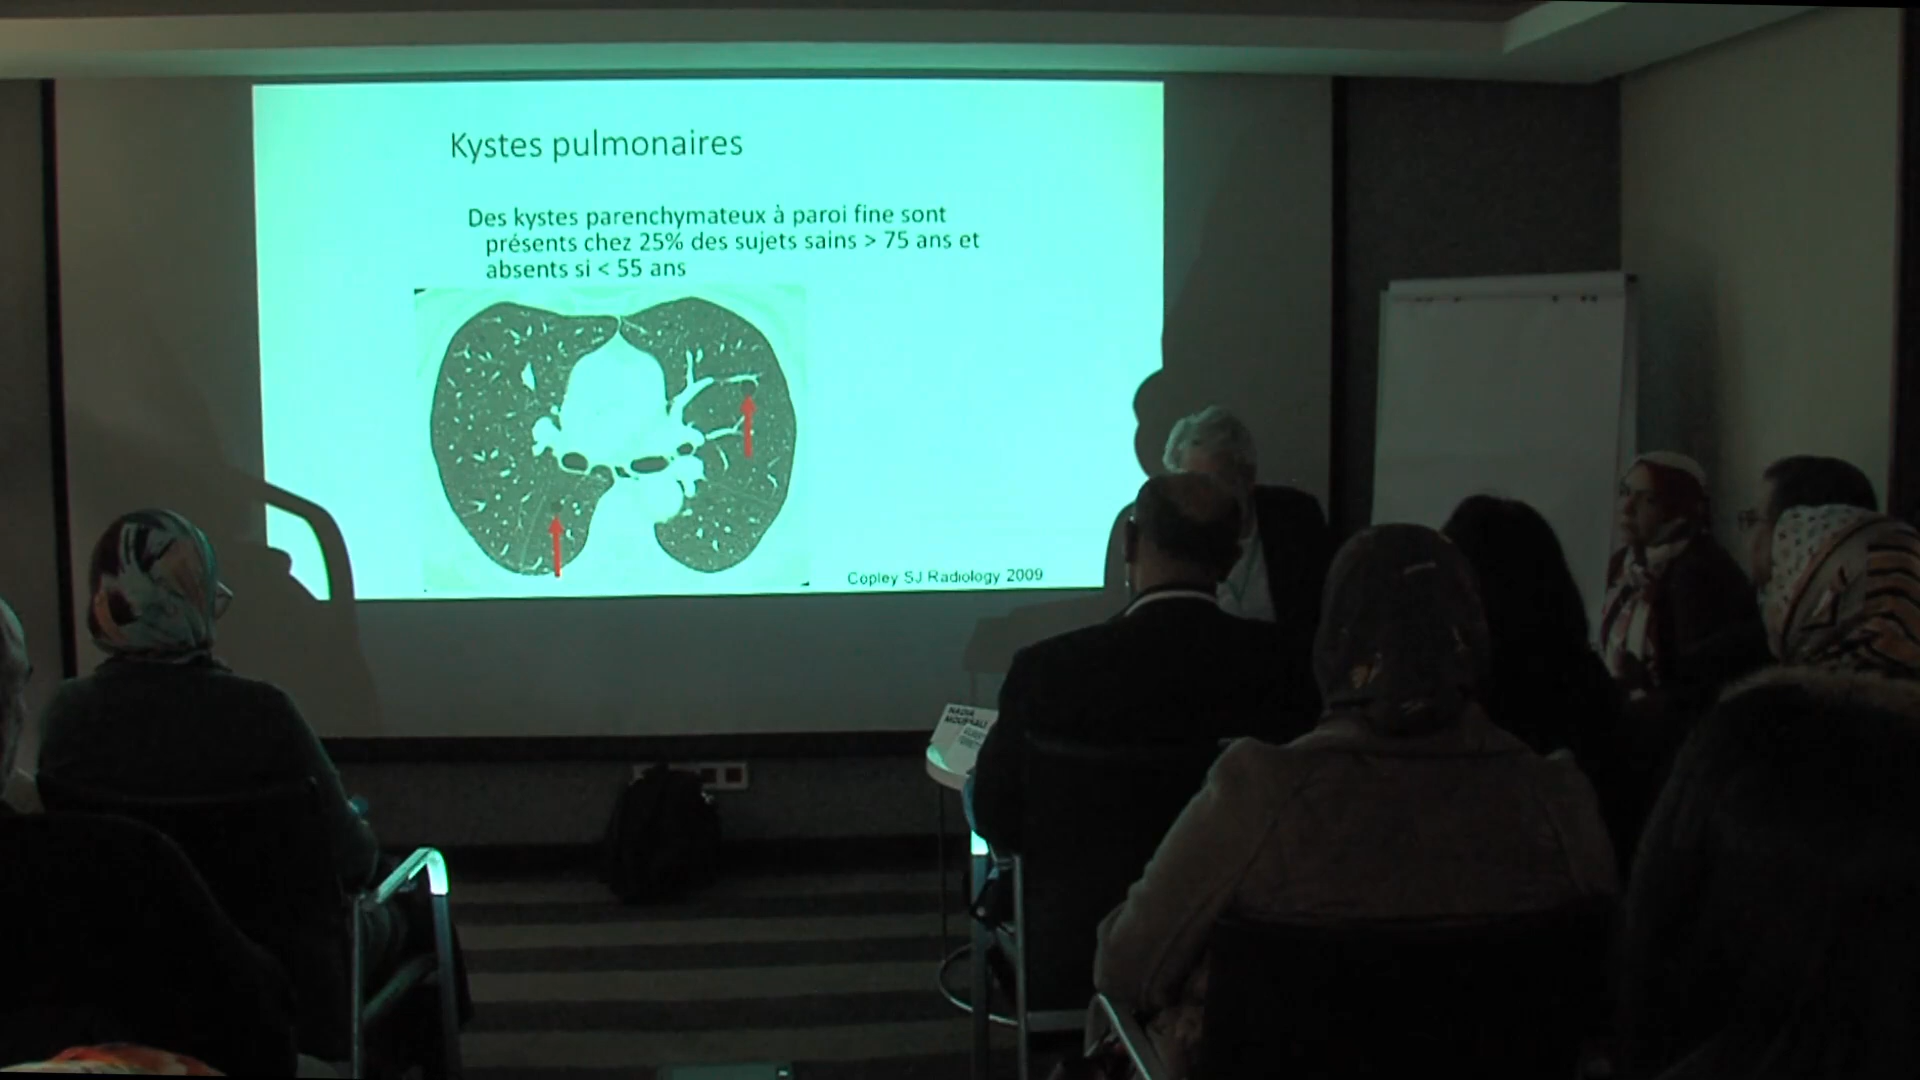 Kystes pulmonaires
Des kystes parenchymateux à paroi fine sont
présents chez 25% des sujets sains > 75 ans et
absents si < 55 ans
Copley SJ Radiology 2009
NADIA